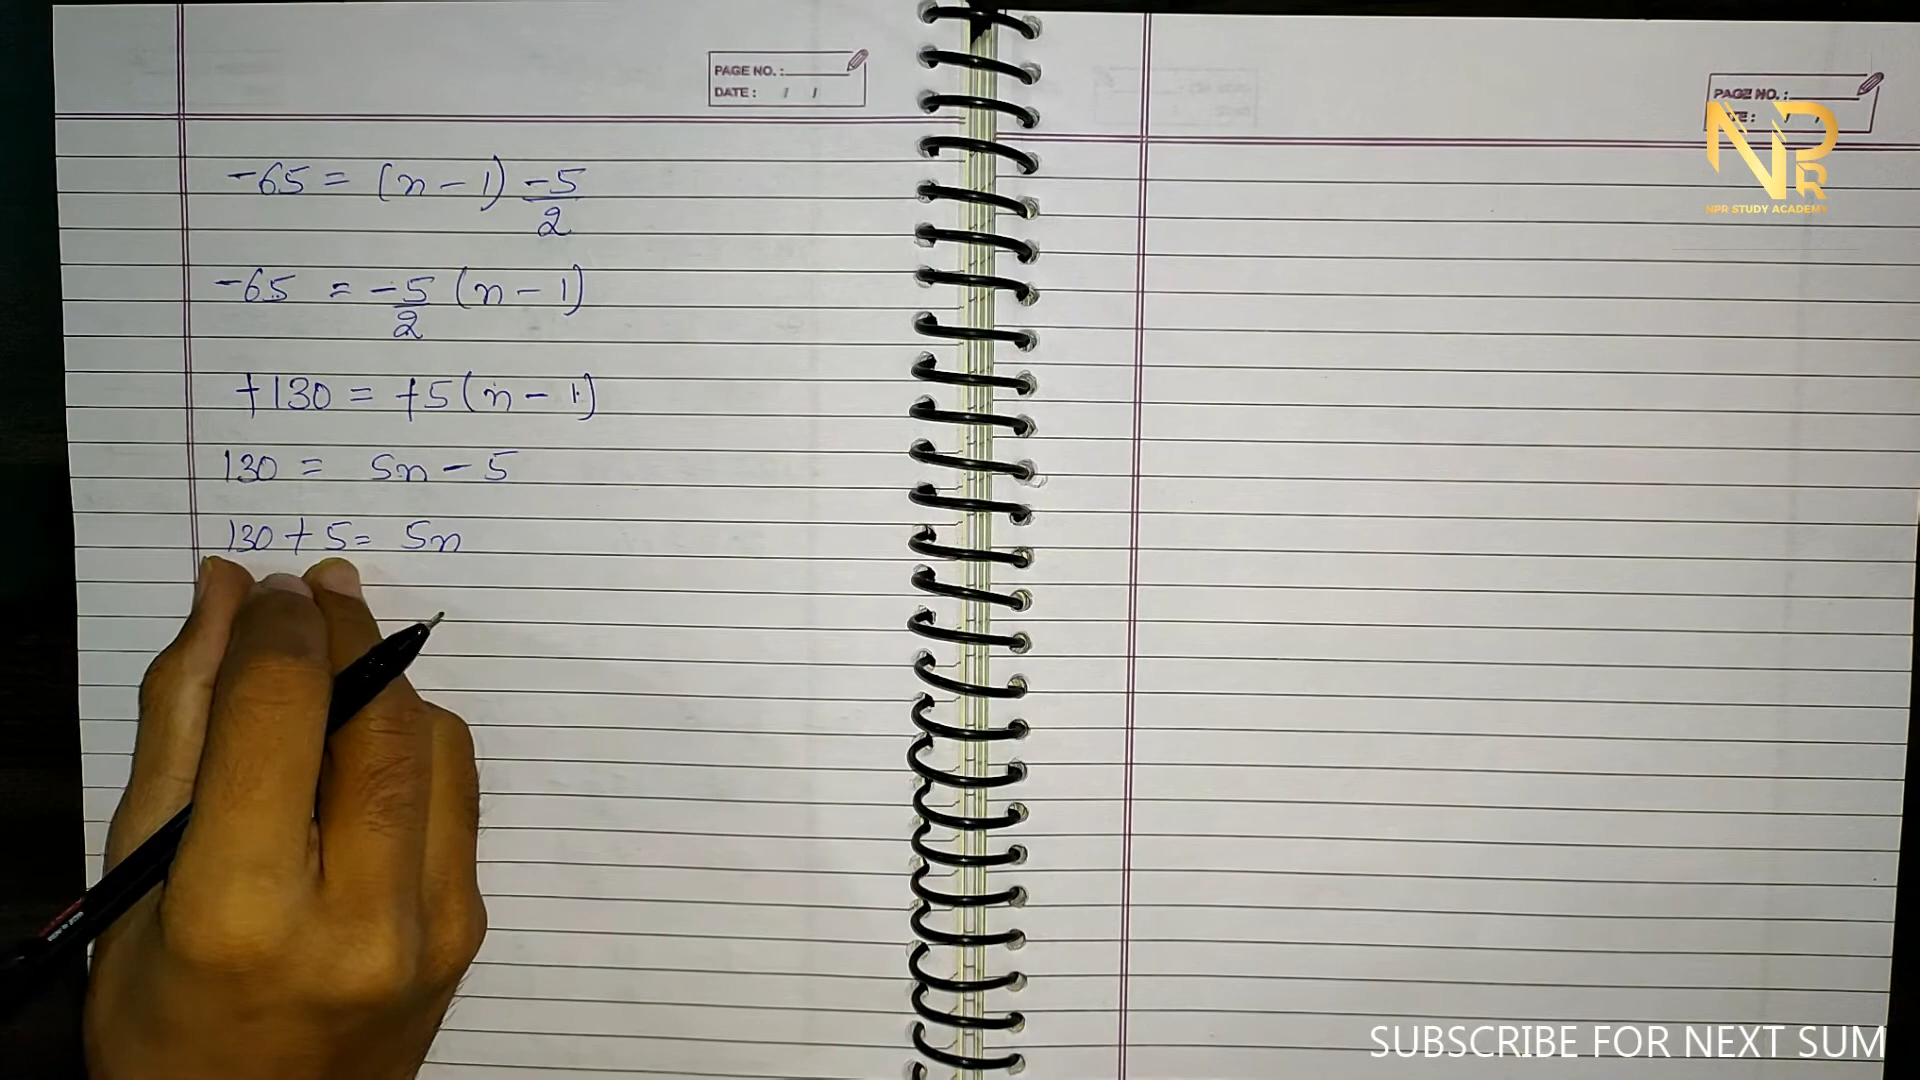 PAGE NO. :
DATE : / /
-65 = (n - 1) -5/2
-65 = -5/2 (n - 1)
+130 = +5(n - 1)
130 = 5n - 5
130 + 5 = 5n
PAGE NO. :
NPR
NPR STUDY ACADEMY
SUBSCRIBE FOR NEXT SUM